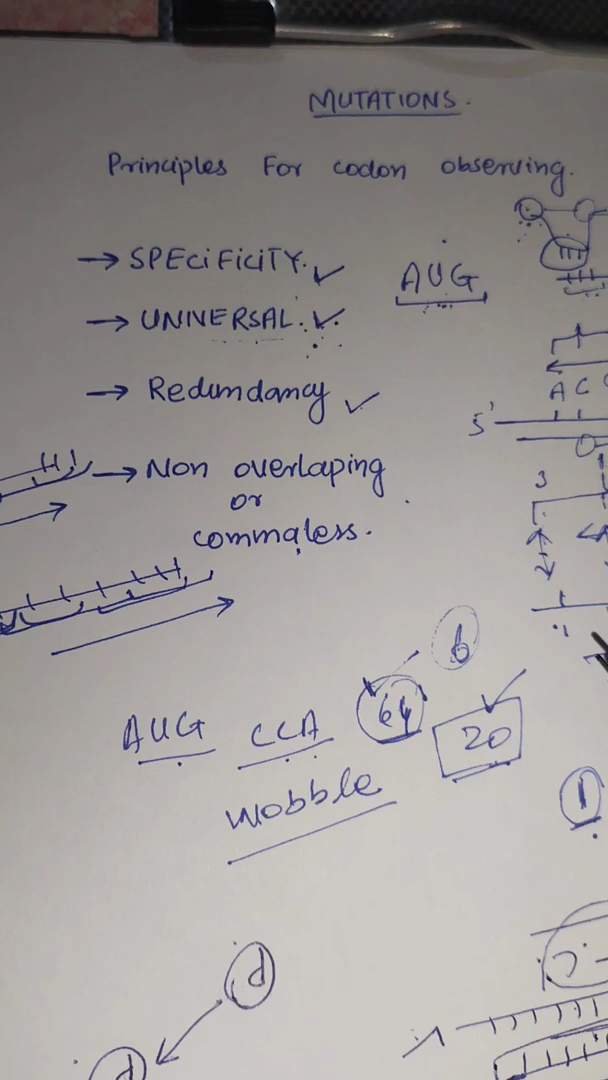 MUTATIONS.
Principles For codon observing.
→ SPECiFiCiTY. ✓
AUG
→ UNIVERSAL. ✓
→ Redundancy ✓
A C
5'
→ Non overlaping
or
commaless.
3
6
AUG CCA 64
20
wobble
1